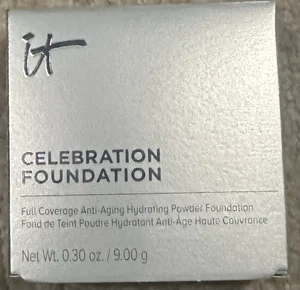 it
CELEBRATION
FOUNDATION
Full Coverage Anti-Aging Hydrating Powder Foundation
Fond de Teint Poudre Hydratant Anti-Âge Haute Couvrance
Net Wt. 0.30 oz. / 9.00 g